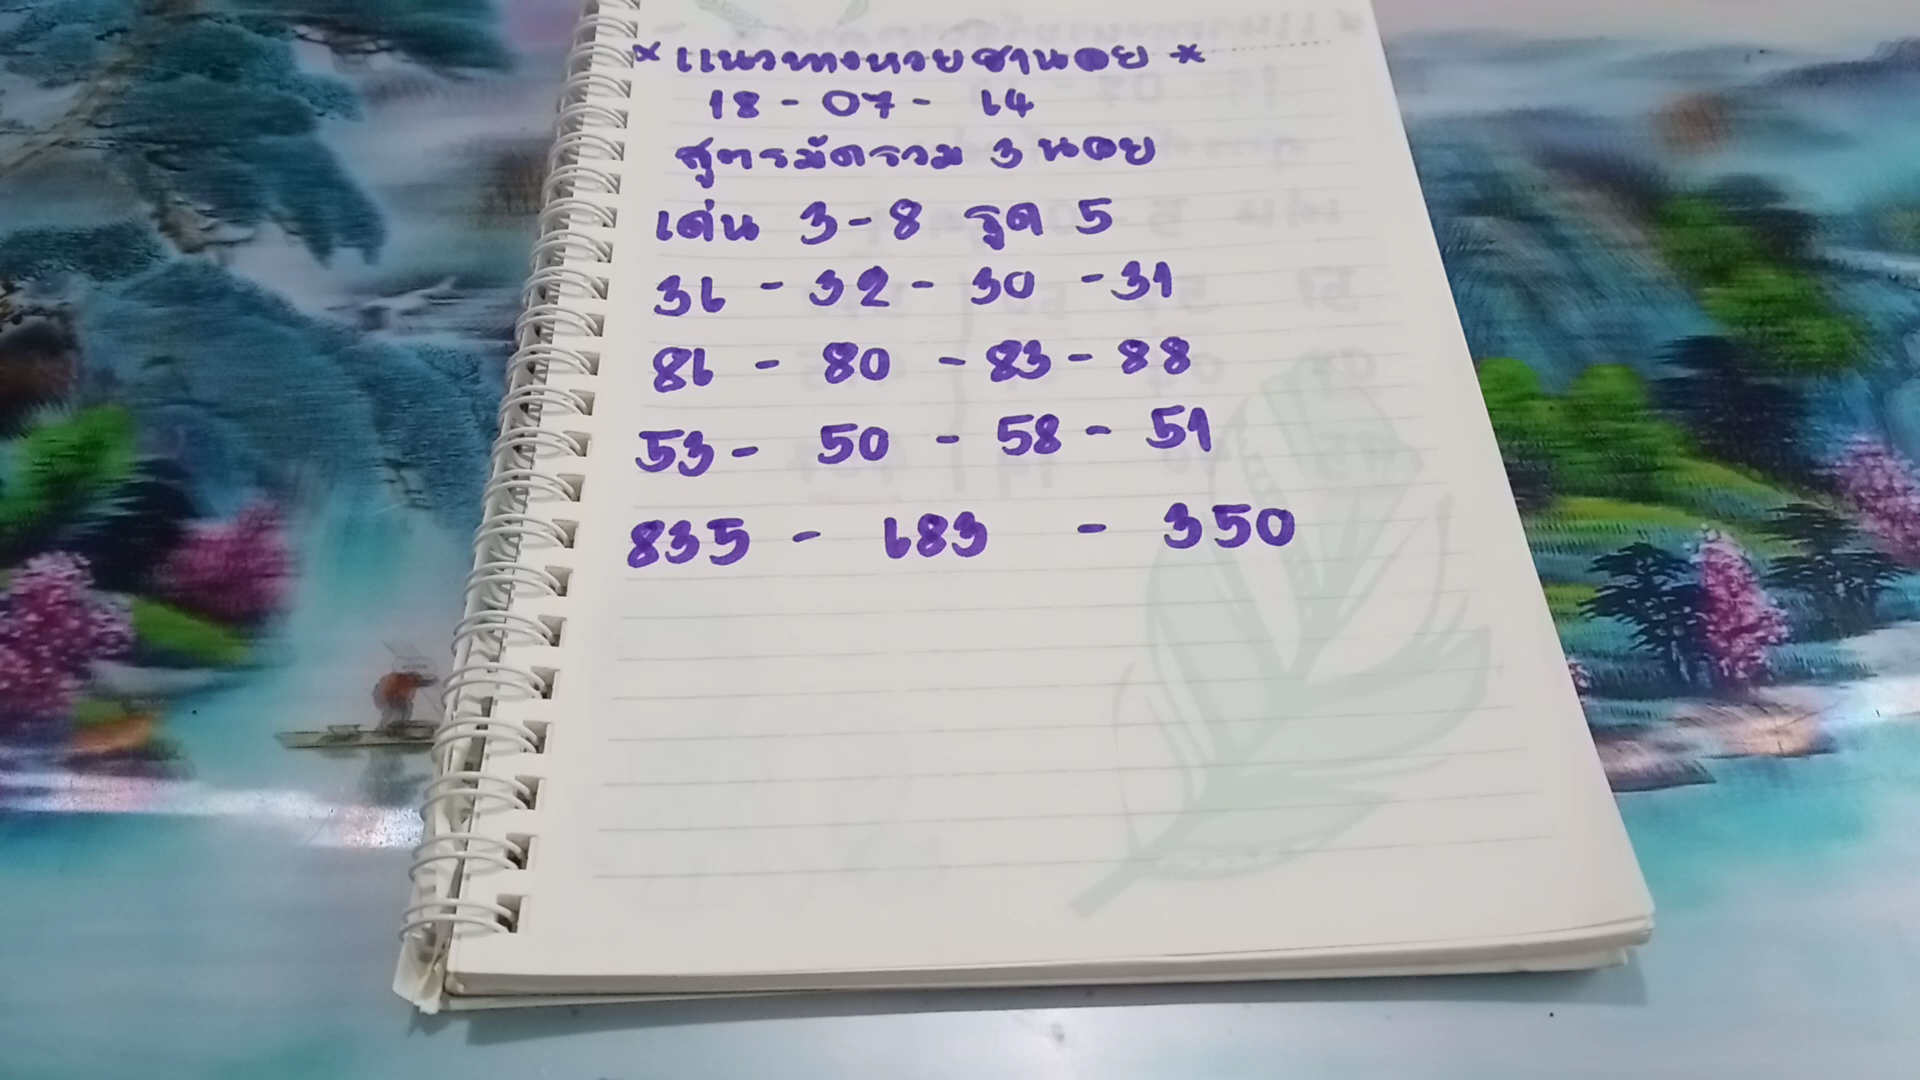 * แนวทางหวยฮานอย *
18 - 07 - 64
สูตรมัดรวม 3 นอย
เด่น 3 - 8 รูด 5
36 - 32 - 30 - 31
86 - 80 - 83 - 88
53 - 50 - 58 - 51
835 - 683 - 350